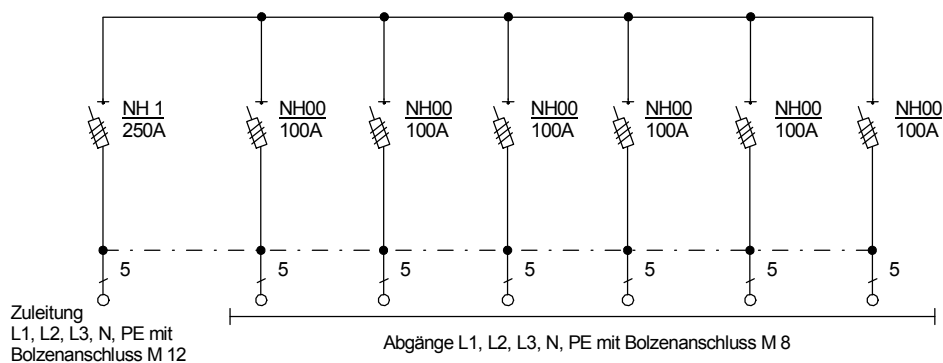 NH 1
250A
NH00
100A
NH00
100A
NH00
100A
NH00
100A
NH00
100A
NH00
100A
5
5
5
5
5
5
5
Zuleitung
L1, L2, L3, N, PE mit
Bolzenanschluss M 12
Abgänge L1, L2, L3, N, PE mit Bolzenanschluss M 8